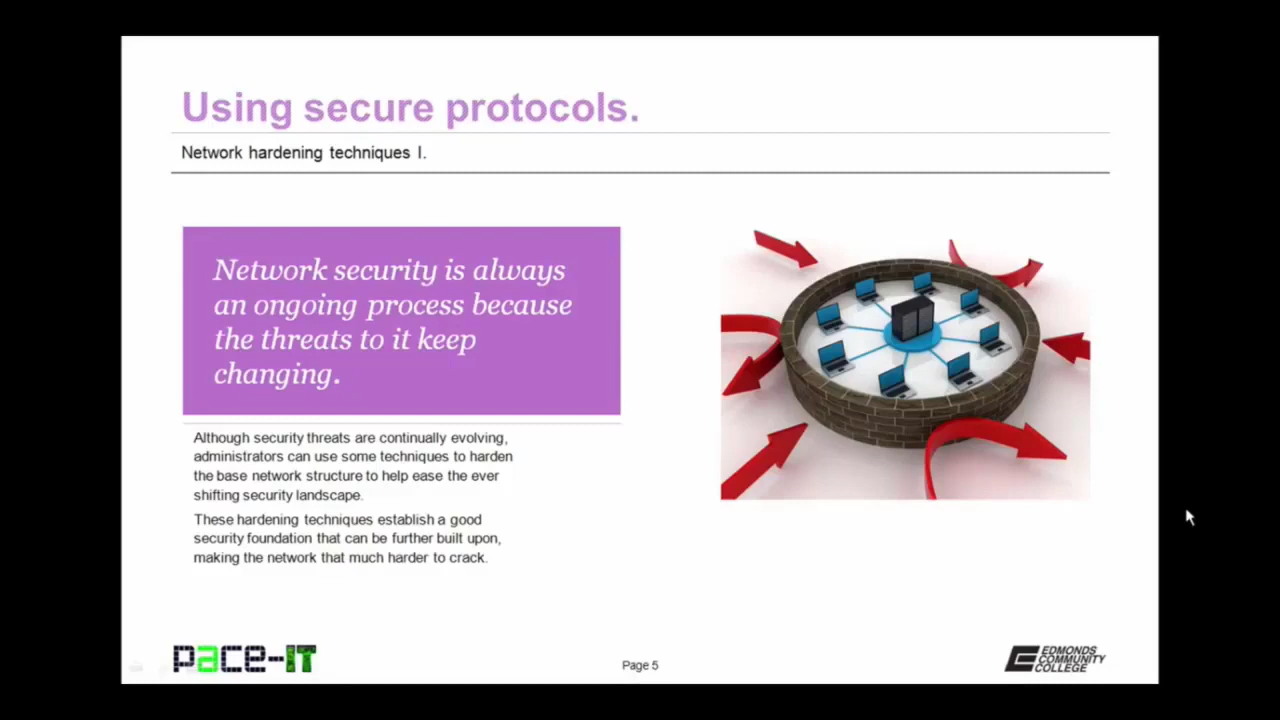 Using secure protocols.
Network hardening techniques I.
Network security is always
an ongoing process because
the threats to it keep
changing.
Although security threats are continually evolving,
administrators can use some techniques to harden
the base network structure to help ease the ever
shifting security landscape.
These hardening techniques establish a good
security foundation that can be further built upon,
making the network that much harder to crack.
pace-IT
Page 5
EDMONDS
COMMUNITY
COLLEGE